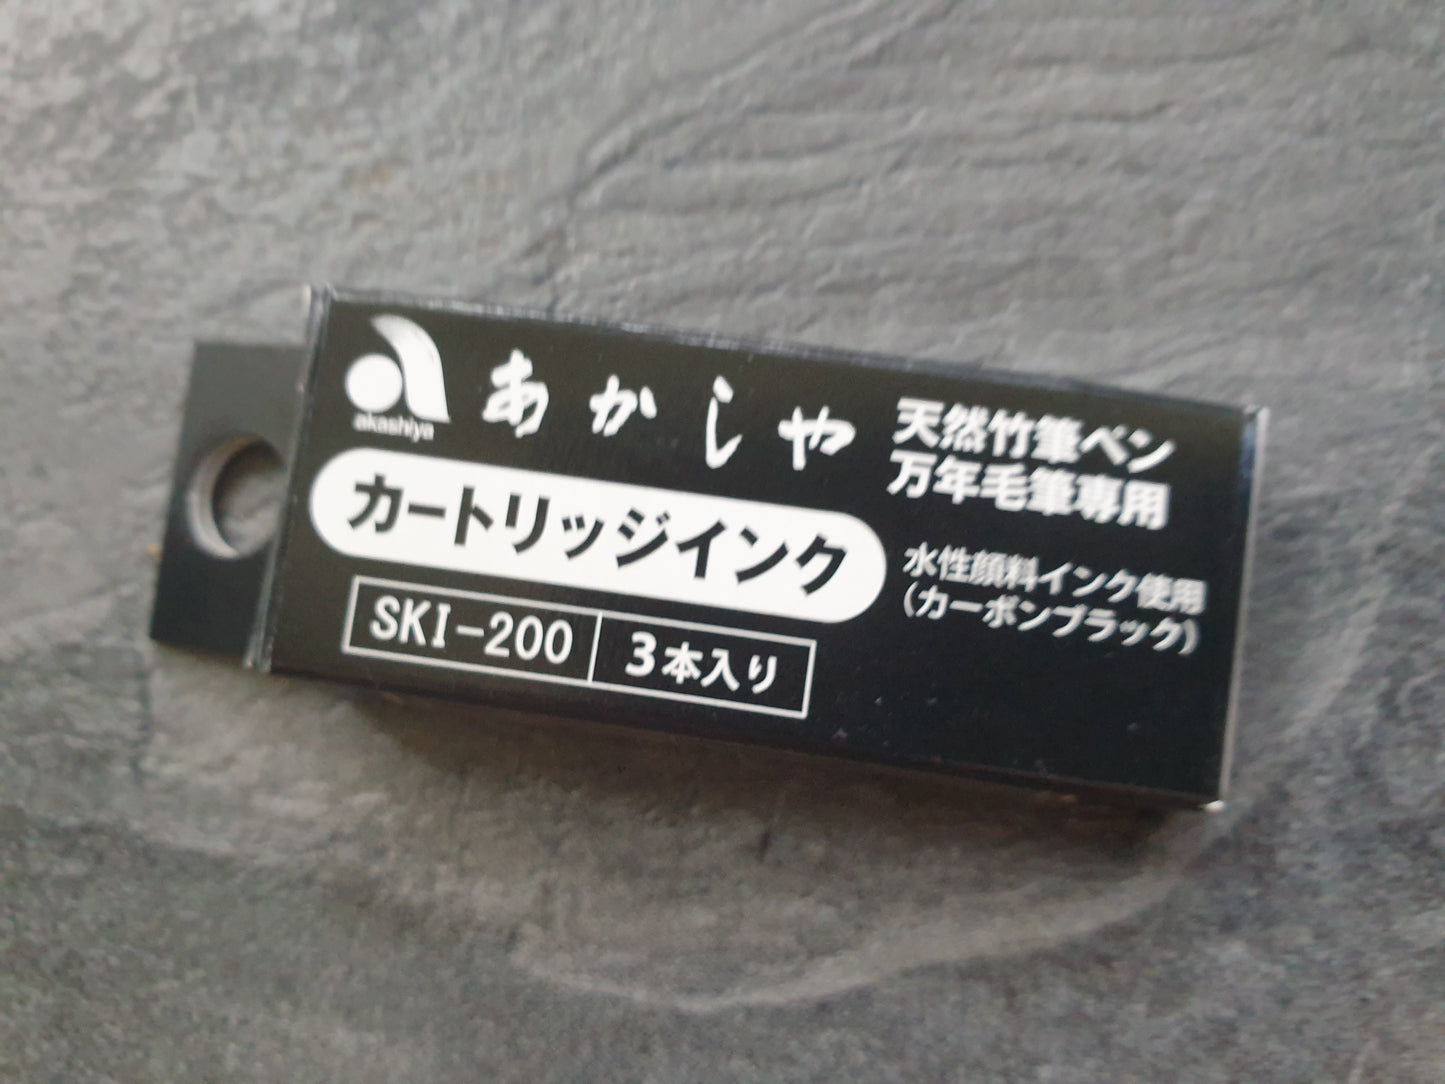 akashiya
あかしや
カートリッジインク
SKI-200
3本入り
天然竹筆ペン
万年毛筆専用
水性顔料インク使用
(カーボンブラック)